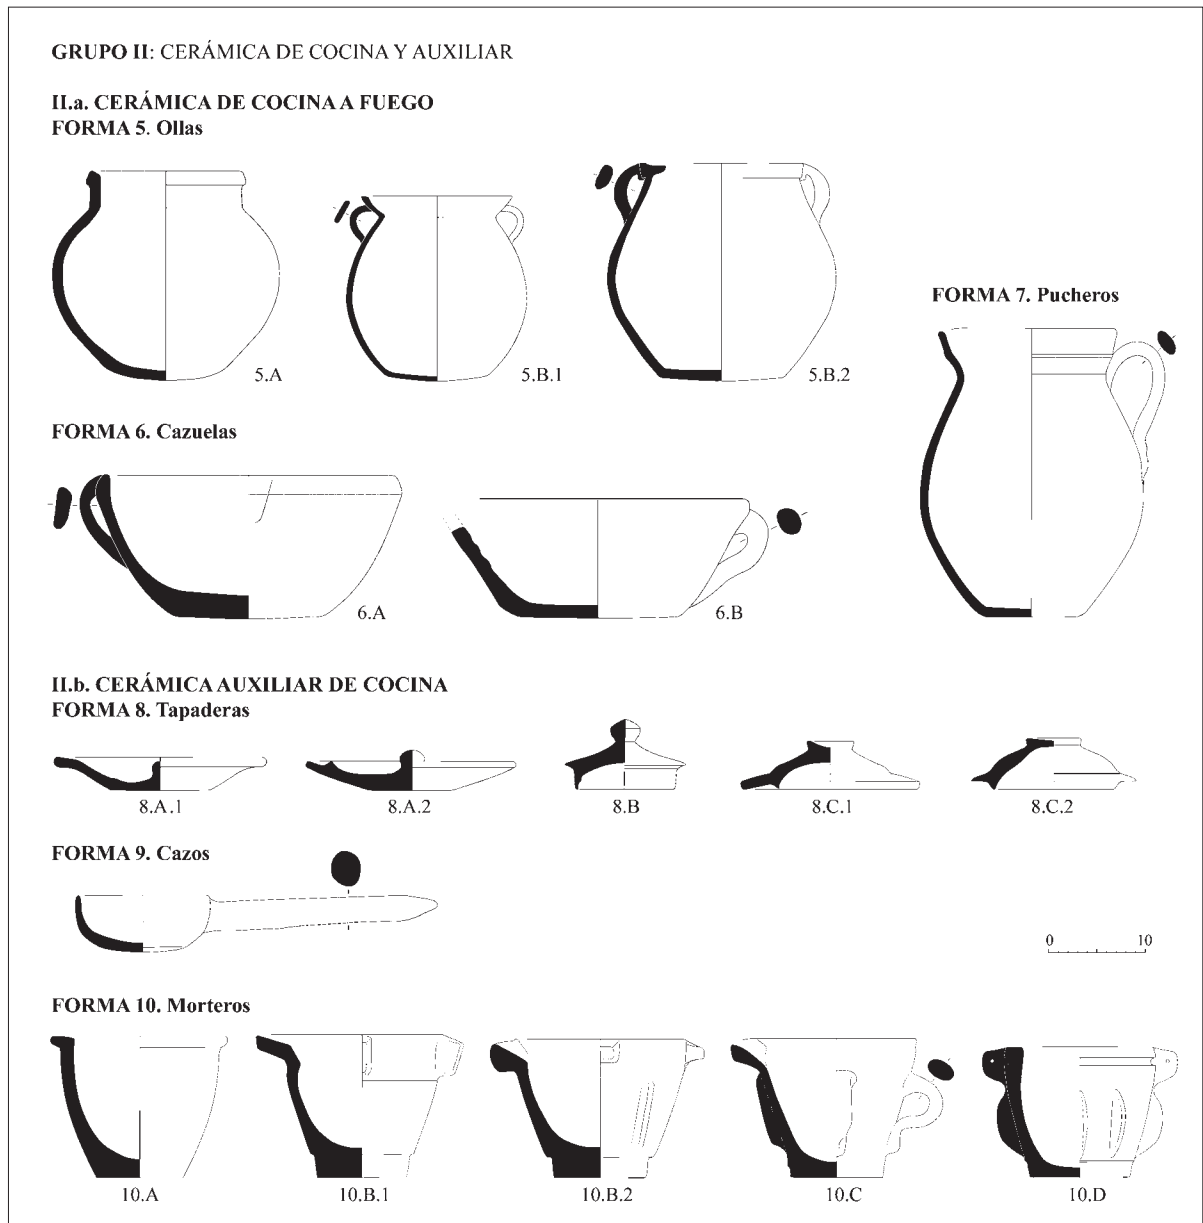 GRUPO II: CERÁMICA DE COCINA Y AUXILIAR
II.a. CERÁMICA DE COCINA A FUEGO
FORMA 5. Ollas
5.A
5.B.1
5.B.2
FORMA 7. Pucheros
FORMA 6. Cazuelas
6.A
6.B
II.b. CERÁMICA AUXILIAR DE COCINA
FORMA 8. Tapaderas
8.A.1
8.A.2
8.B
8.C.1
8.C.2
FORMA 9. Cazos
0 10
FORMA 10. Morteros
10.A
10.B.1
10.B.2
10.C
10.D